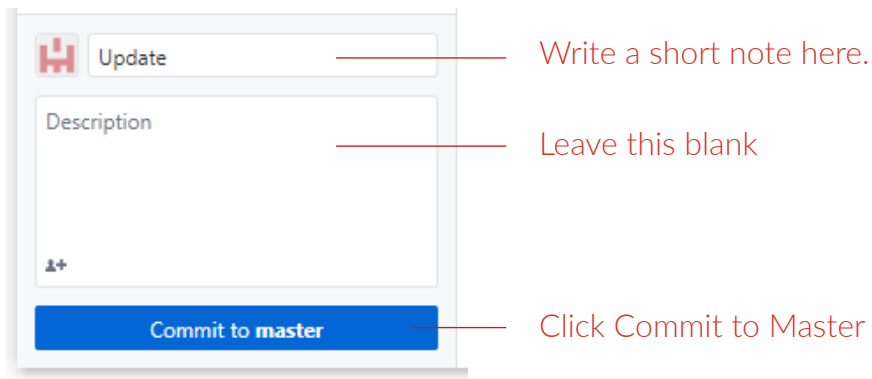 Update
Write a short note here.
Description
Leave this blank
Commit to master
Click Commit to Master